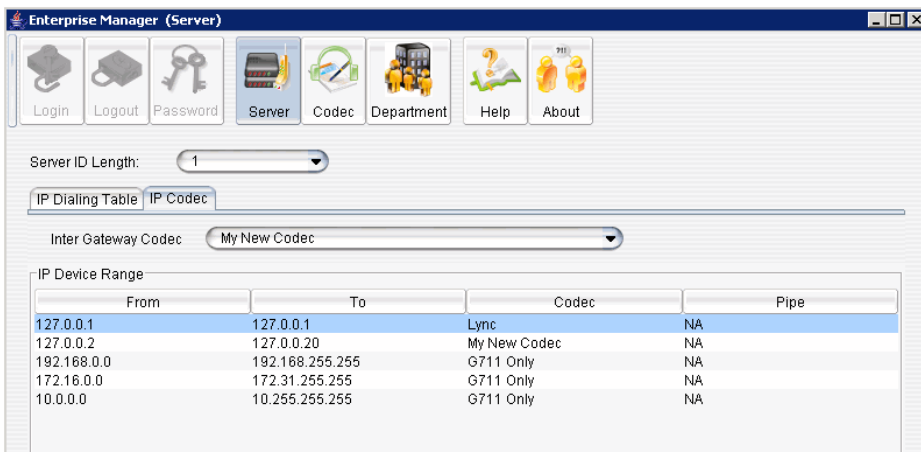 Enterprise Manager (Server)
Login Logout Password Server Codec Department Help ?!! About
Server ID Length: 1
IP Dialing Table IP Codec
Inter Gateway Codec My New Codec
IP Device Range
From To Codec Pipe
127.0.0.1 127.0.0.1 Lync NA
127.0.0.2 127.0.0.20 My New Codec NA
192.168.0.0 192.168.255.255 G711 Only NA
172.16.0.0 172.31.255.255 G711 Only NA
10.0.0.0 10.255.255.255 G711 Only NA